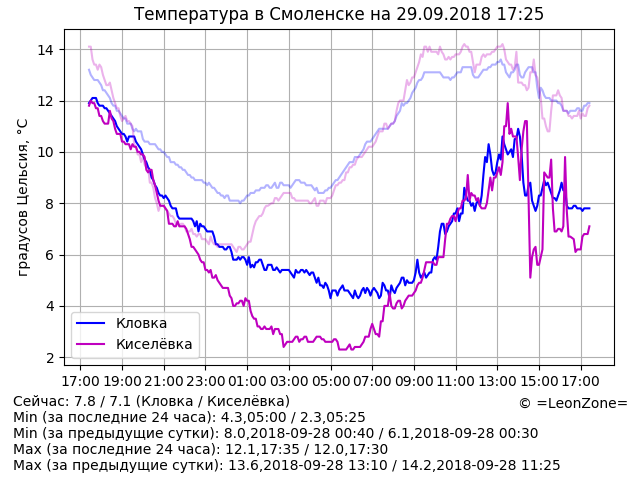 Температура в Смоленске на 29.09.2018 17:25
градусов Цельсия, °C
14
12
10
8
6
4
2
Кловка
Киселёвка
17:00 19:00 21:00 23:00 01:00 03:00 05:00 07:00 09:00 11:00 13:00 15:00 17:00
Сейчас: 7.8 / 7.1 (Кловка / Киселёвка)
© =LeonZone=
Min (за последние 24 часа): 4.3,05:00 / 2.3,05:25
Min (за предыдущие сутки): 8.0,2018-09-28 00:40 / 6.1,2018-09-28 00:30
Max (за последние 24 часа): 12.1,17:35 / 12.0,17:30
Max (за предыдущие сутки): 13.6,2018-09-28 13:10 / 14.2,2018-09-28 11:25